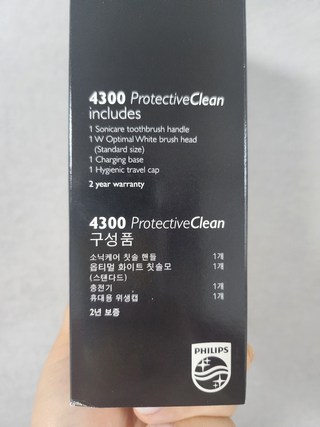 4300 ProtectiveClean
includes
1 Sonicare toothbrush handle
1 W Optimal White brush head
(Standard size)
1 Charging base
1 Hygienic travel cap
2 year warranty
4300 ProtectiveClean
구성품
소닉케어 칫솔 핸들 1개
옵티멀 화이트 칫솔모 1개
(스탠다드)
충전기 1개
휴대용 위생캡 1개
2년 보증
PHILIPS